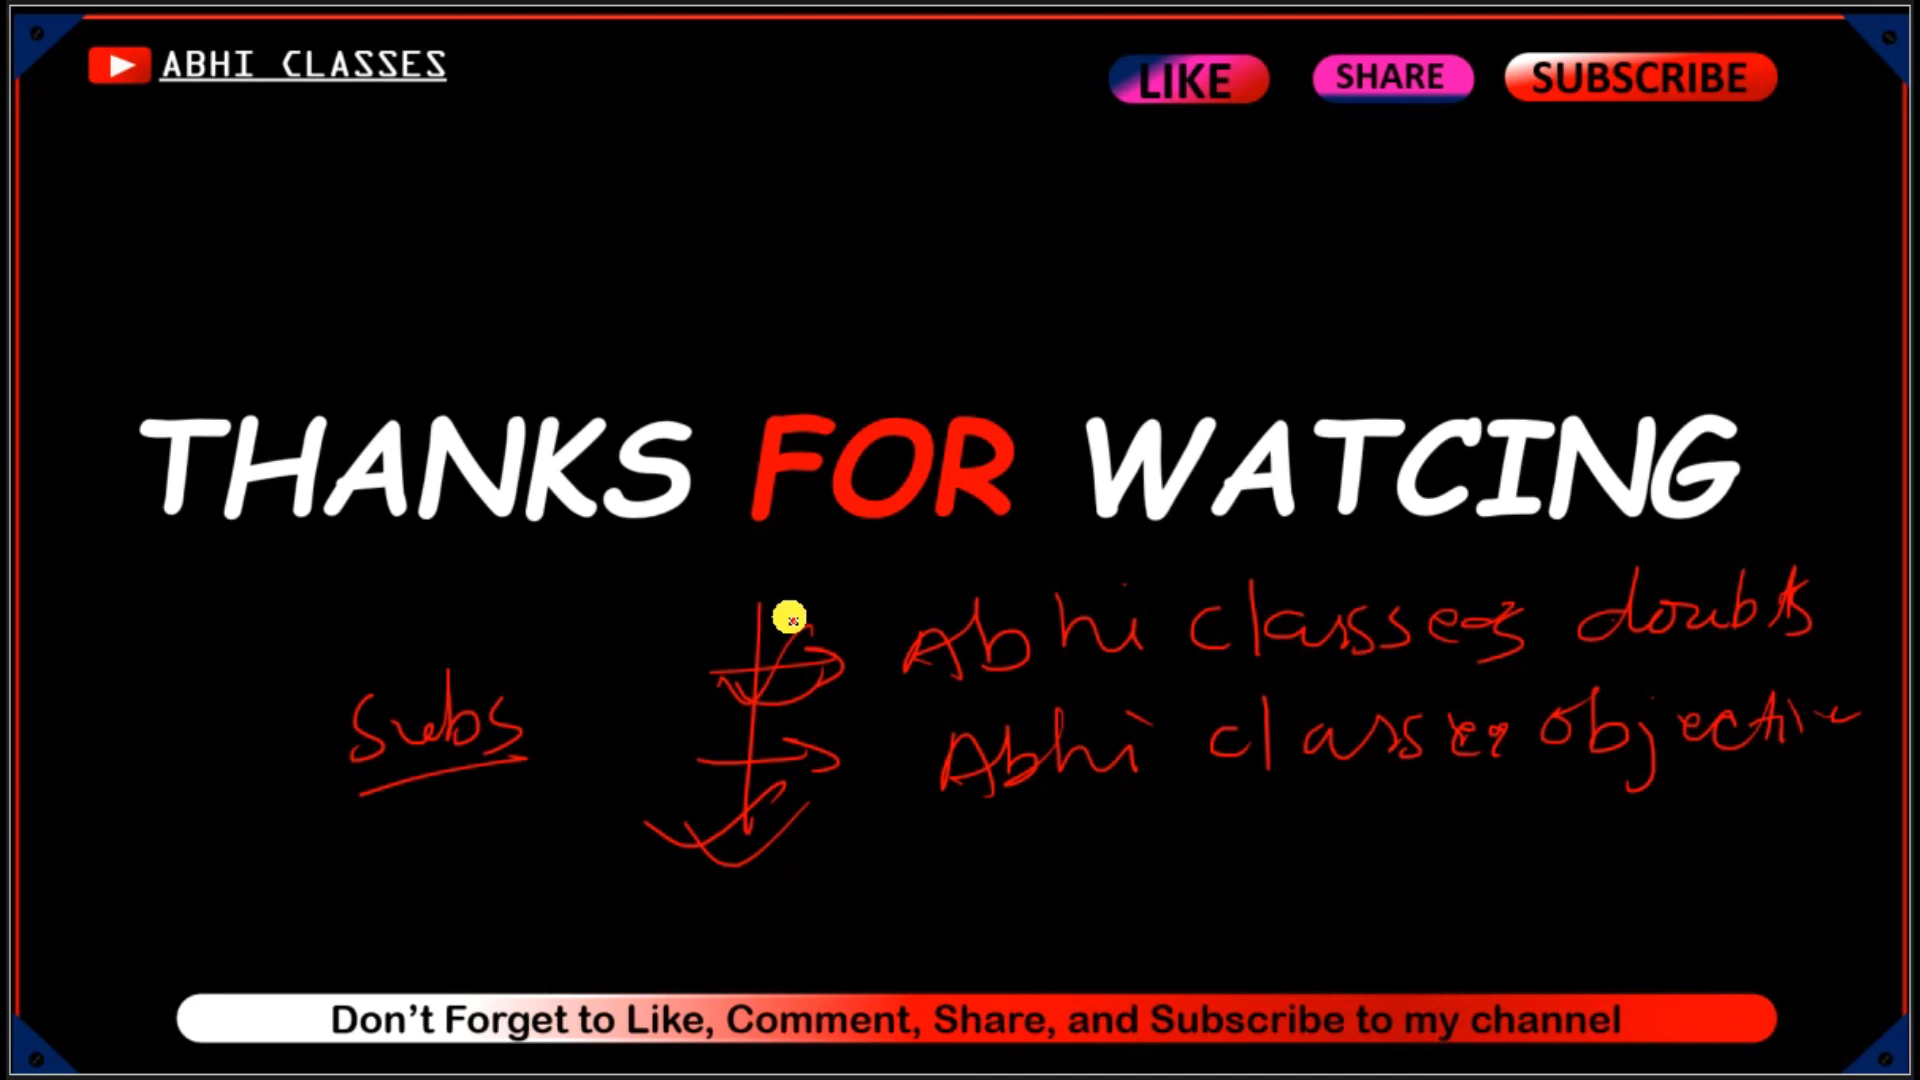 ABHI CLASSES
LIKE SHARE SUBSCRIBE
THANKS FOR WATCING
Abhi classes doubts
Subs
Abhi classes objective
Don't Forget to Like, Comment, Share, and Subscribe to my channel